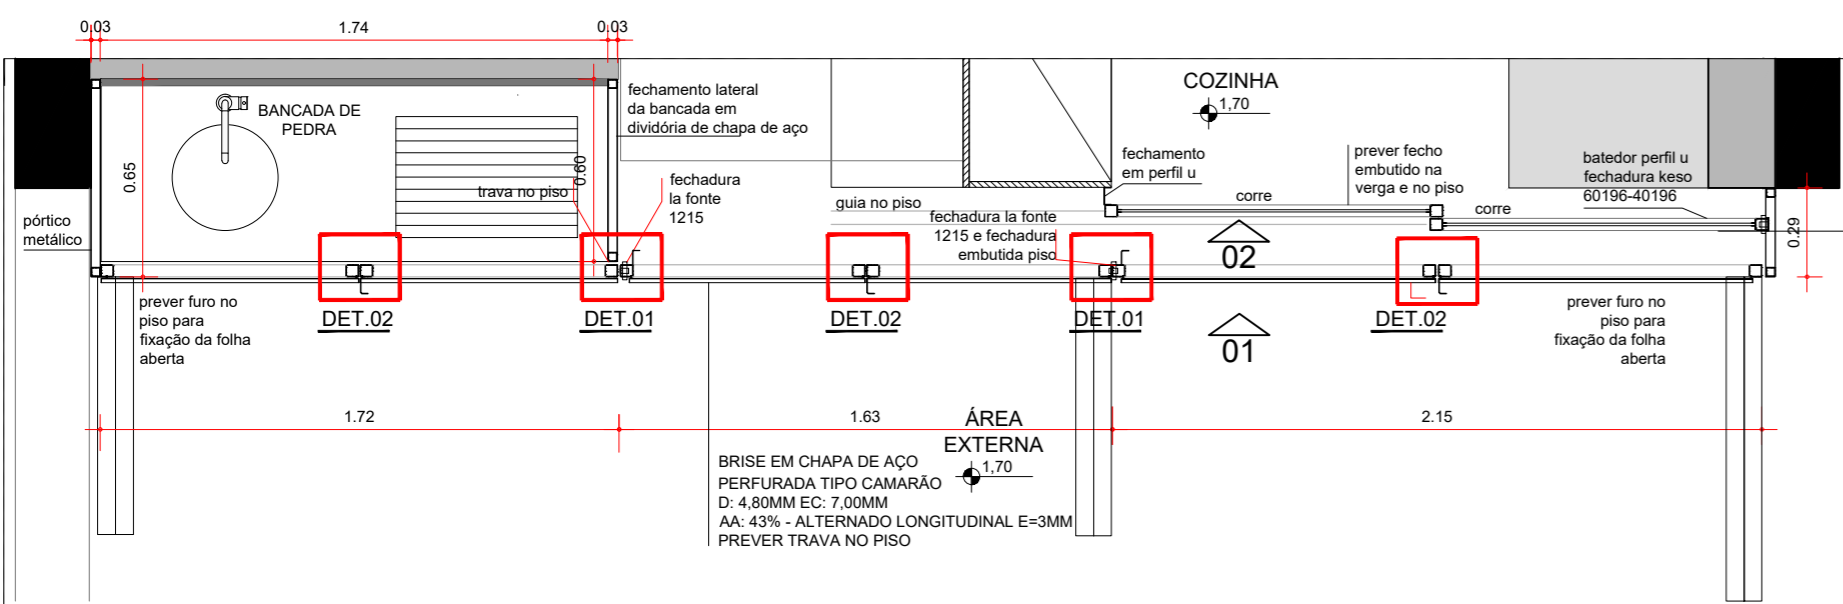 0.03
1.74
0.03
BANCADA DE
PEDRA
0.65
0.60
trava no piso
fechamento lateral
da bancada em
dividória de chapa de aço
fechadura
la fonte
1215
COZINHA
1,70
fechamento
em perfil u
prever fecho
embutido na
verga e no piso
batedor perfil u
fechadura keso
60196-40196
corre
corre
guia no piso
fechadura la fonte
1215 e fechadura
embutida piso
pórtico
metálico
0.29
02
DET.02
DET.01
DET.02
DET.01
DET.02
01
prever furo no
piso para
fixação da folha
aberta
prever furo no
piso para
fixação da folha
aberta
1.72
1.63
2.15
ÁREA
EXTERNA
1,70
BRISE EM CHAPA DE AÇO
PERFURADA TIPO CAMARÃO
D: 4,80MM EC: 7,00MM
AA: 43% - ALTERNADO LONGITUDINAL E=3MM
PREVER TRAVA NO PISO